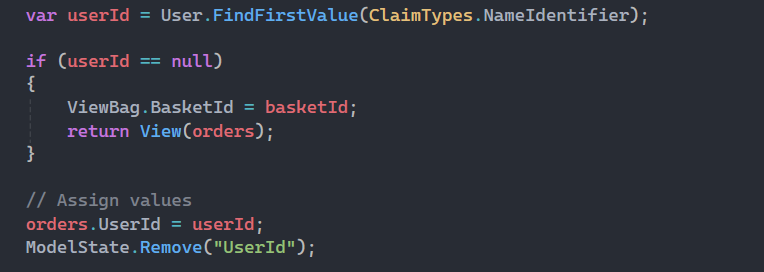 var userId = User.FindFirstValue(ClaimTypes.NameIdentifier);
if (userId == null)
{
ViewBag.BasketId = basketId;
return View(orders);
}
// Assign values
orders.UserId = userId;
ModelState.Remove("UserId");